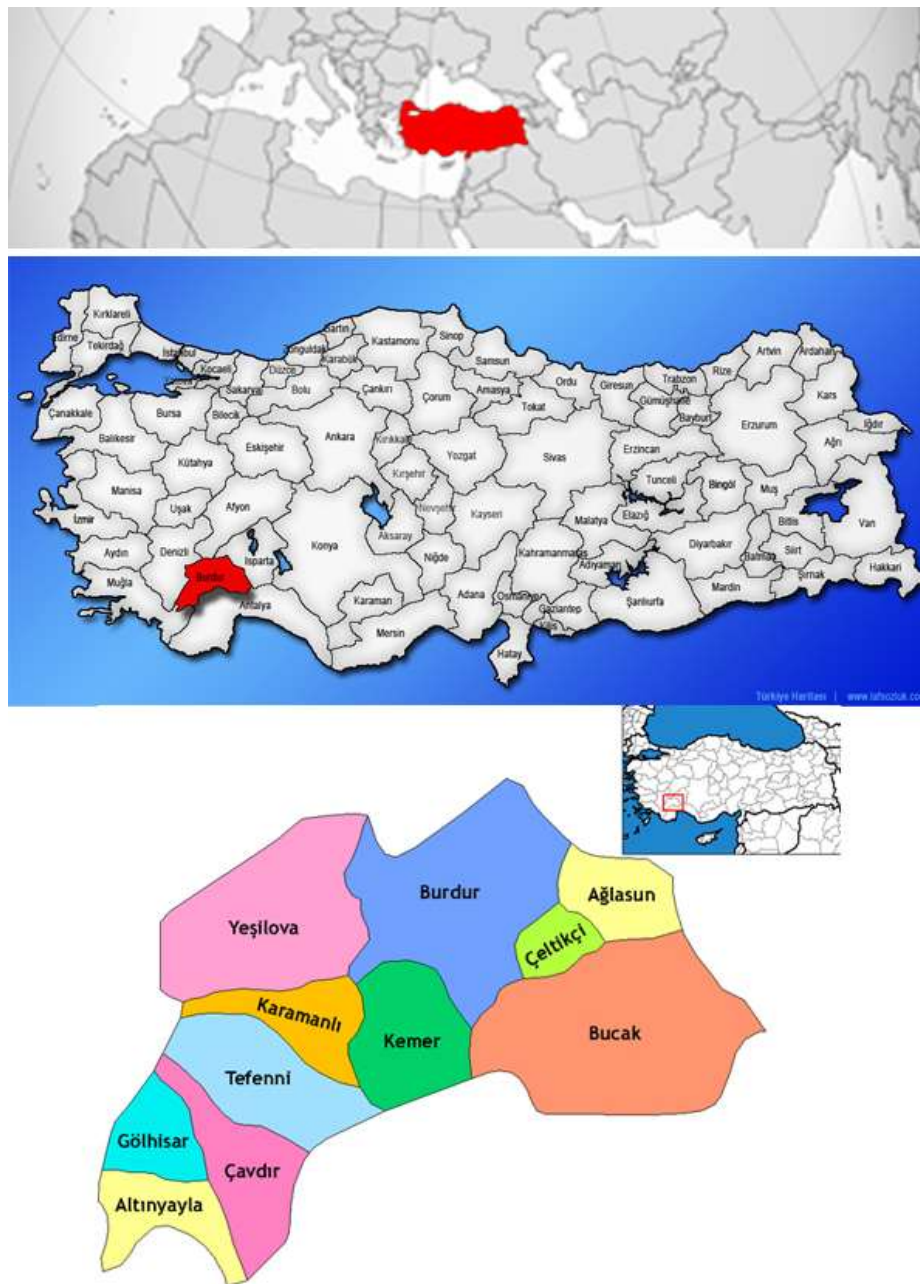 Kırklareli
Edirne
Tekirdağ
İstanbul
Kocaeli
Yalova
Sakarya
Düzce
Zonguldak
Bartın
Karabük
Kastamonu
Sinop
Samsun
Bolu
Çankırı
Çorum
Amasya
Tokat
Ordu
Giresun
Trabzon
Gümüşhane
Bayburt
Rize
Artvin
Ardahan
Kars
Iğdır
Ağrı
Erzurum
Erzincan
Çanakkale
Balıkesir
Bursa
Bilecik
Eskişehir
Kütahya
Ankara
Kırıkkale
Kırşehir
Yozgat
Sivas
Tunceli
Bingöl
Muş
Bitlis
Van
Manisa
İzmir
Uşak
Afyon
Konya
Aksaray
Nevşehir
Kayseri
Malatya
Elazığ
Diyarbakır
Batman
Siirt
Şırnak
Hakkari
Aydın
Denizli
Muğla
Burdur
Isparta
Antalya
Karaman
Niğde
Mersin
Adana
Kahramanmaraş
Osmaniye
Adıyaman
Gaziantep
Kilis
Hatay
Şanlıurfa
Mardin
Türkiye Haritası | www.lafsozluk.co
Yeşilova
Burdur
Ağlasun
Çeltikçi
Karamanlı
Kemer
Bucak
Tefenni
Gölhisar
Çavdır
Altınyayla